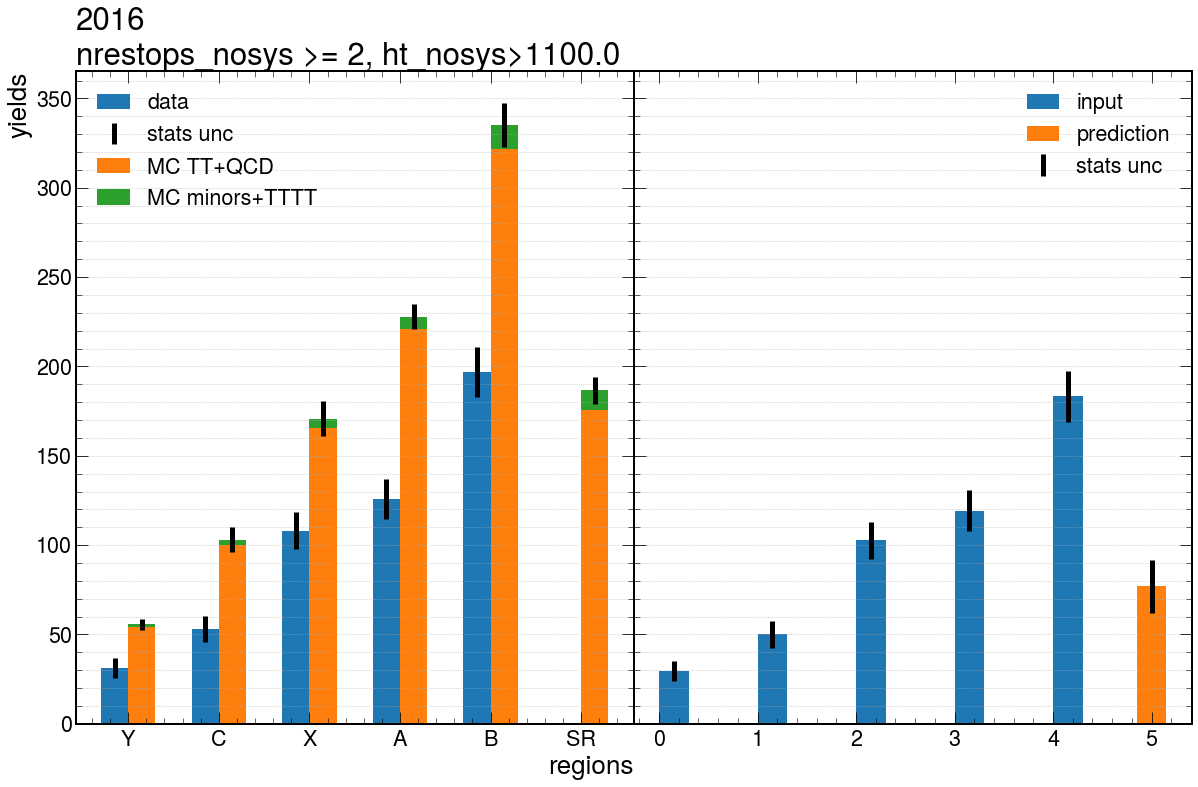 2016
nrestops_nosys >= 2, ht_nosys>1100.0
yields
350
300
250
200
150
100
50
0
data
stats unc
MC TT+QCD
MC minors+TTTT
input
prediction
stats unc
Y C X A B SR
0 1 2 3 4 5
regions